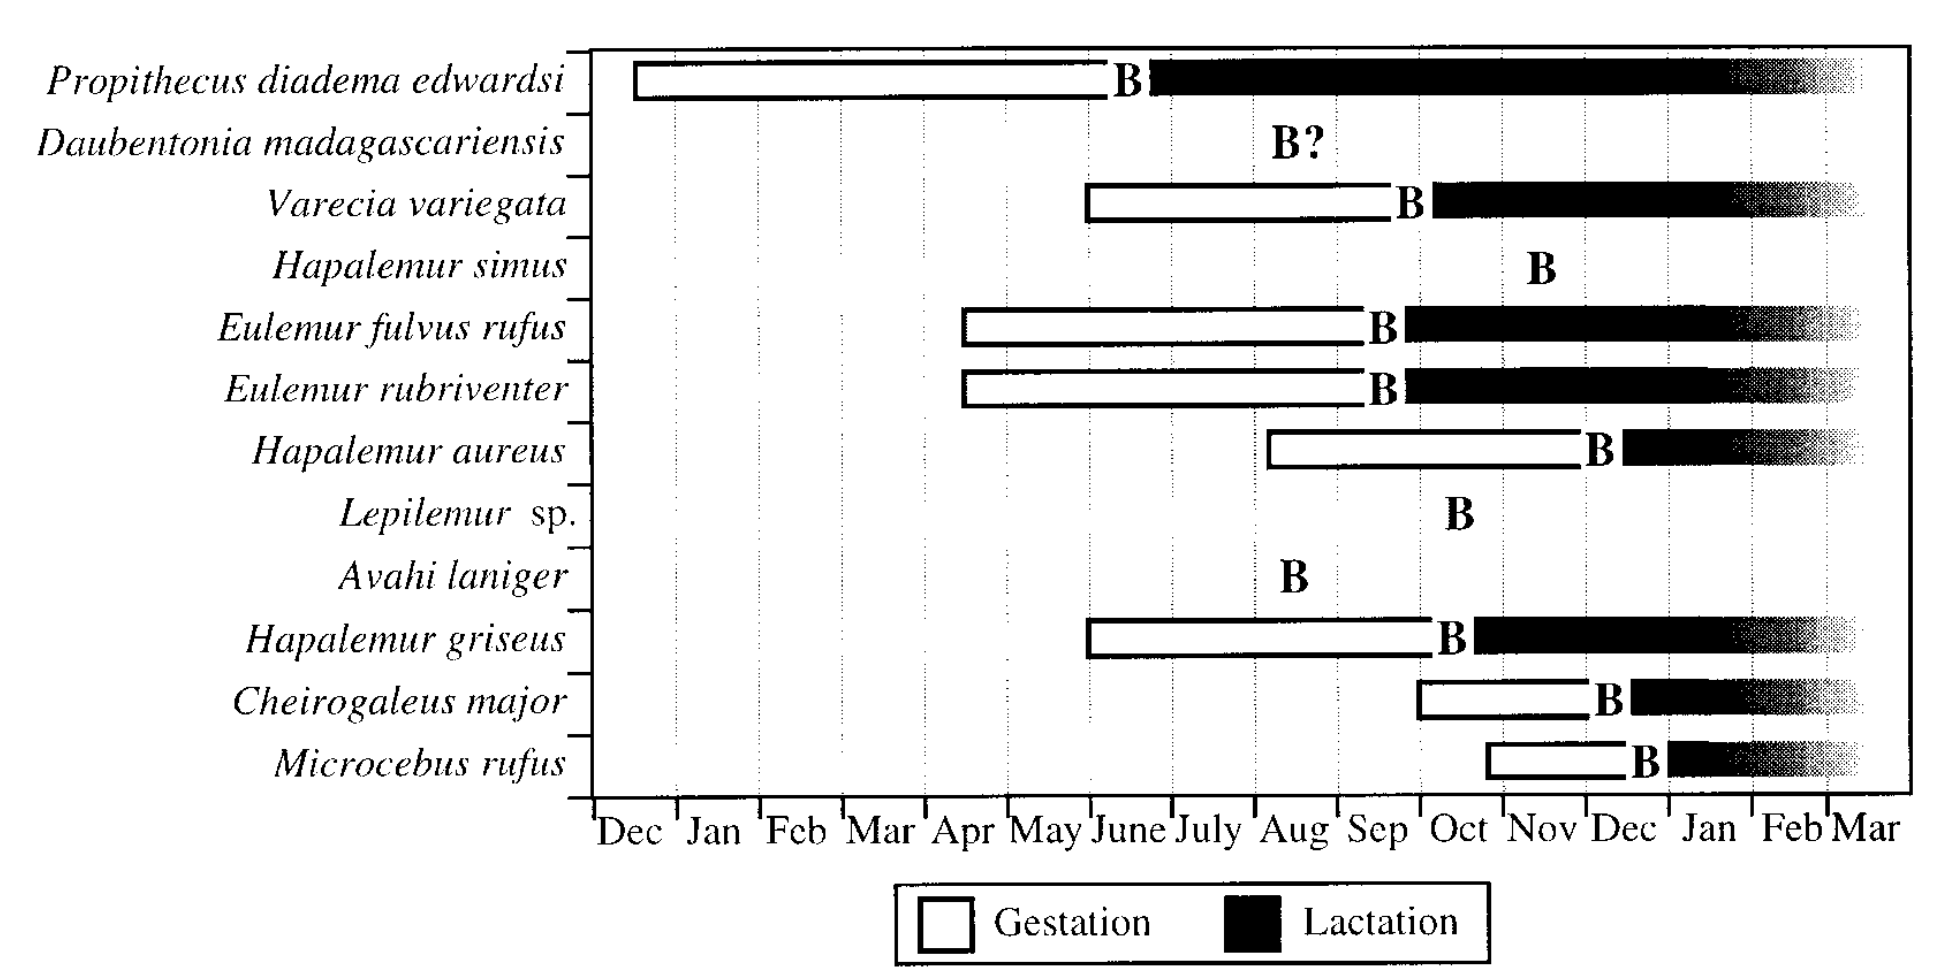 Propithecus diadema edwardsi B
Daubentonia madagascariensis B?
Varecia variegata B
Hapalemur simus B
Eulemur fulvus rufus B
Eulemur rubriventer B
Hapalemur aureus B
Lepilemur sp. B
Avahi laniger B
Hapalemur griseus B
Cheirogaleus major B
Microcebus rufus B
Dec Jan Feb Mar Apr May June July Aug Sep Oct Nov Dec Jan Feb Mar
Gestation Lactation